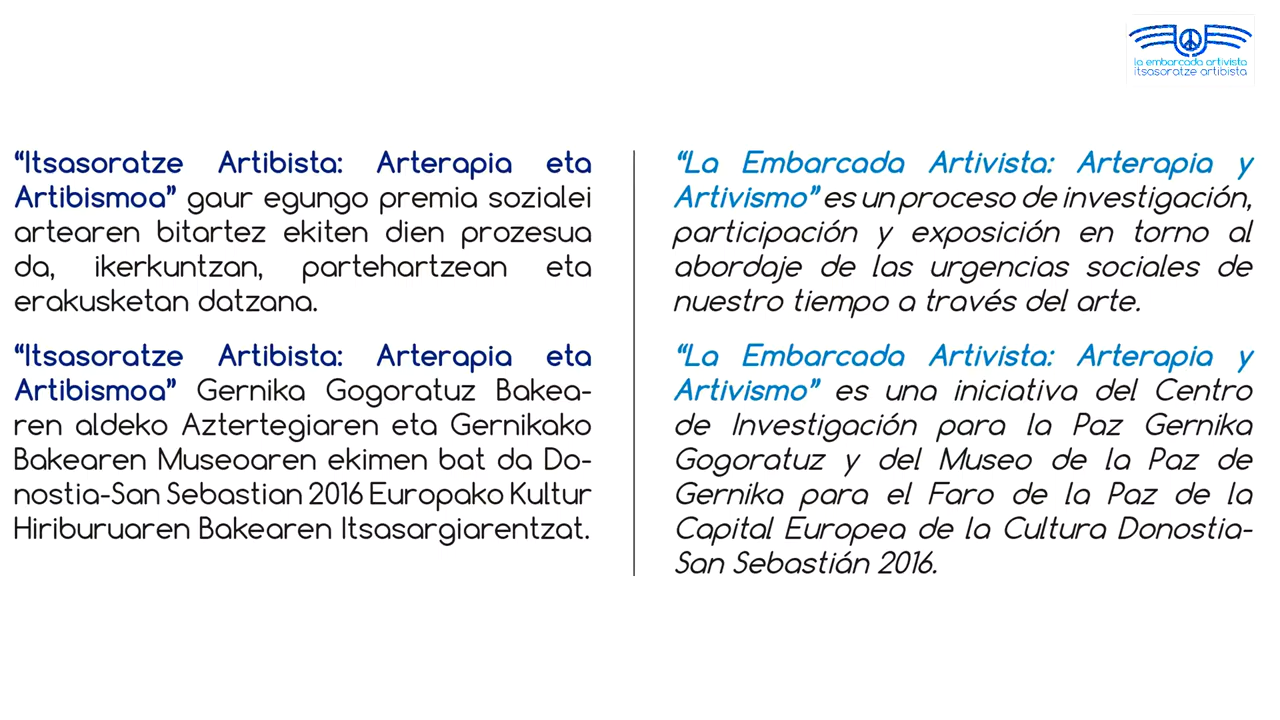 la embarcada artivista
itsasoratze artibista
“Itsasoratze Artibista: Arterapia eta
Artibismoa” gaur egungo premia sozialei
artearen bitartez ekiten dien prozesua
da, ikerkuntzan, partehartzean eta
erakusketan datzana.
“Itsasoratze Artibista: Arterapia eta
Artibismoa” Gernika Gogoratuz Bakea-
ren aldeko Aztertegiaren eta Gernikako
Bakearen Museoaren ekimen bat da Do-
nostia-San Sebastian 2016 Europako Kultur
Hiriburuaren Bakearen Itsasargiarentzat.
“La Embarcada Artivista: Arterapia y
Artivismo” es un proceso de investigación,
participación y exposición en torno al
abordaje de las urgencias sociales de
nuestro tiempo a través del arte.
“La Embarcada Artivista: Arterapia y
Artivismo” es una iniciativa del Centro
de Investigación para la Paz Gernika
Gogoratuz y del Museo de la Paz de
Gernika para el Faro de la Paz de la
Capital Europea de la Cultura Donostia-
San Sebastián 2016.